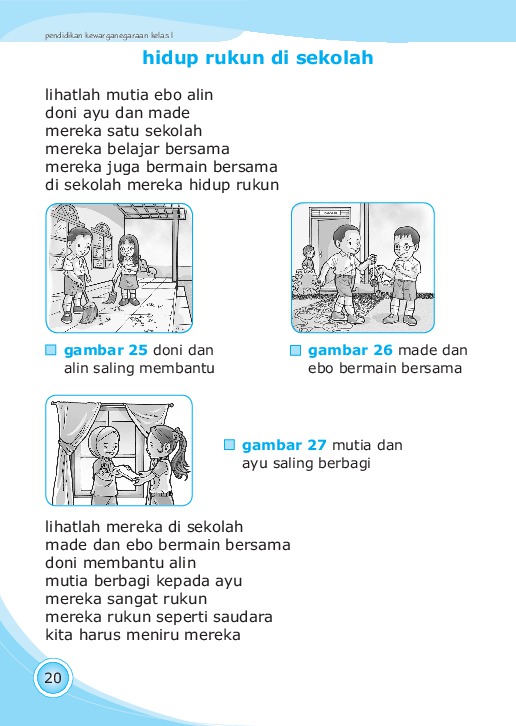 pendidikan kewarganegaraan kelas I
hidup rukun di sekolah
lihatlah mutia ebo alin
doni ayu dan made
mereka satu sekolah
mereka belajar bersama
mereka juga bermain bersama
di sekolah mereka hidup rukun
gambar 25 doni dan
alin saling membantu
gambar 26 made dan
ebo bermain bersama
gambar 27 mutia dan
ayu saling berbagi
lihatlah mereka di sekolah
made dan ebo bermain bersama
doni membantu alin
mutia berbagi kepada ayu
mereka sangat rukun
mereka rukun seperti saudara
kita harus meniru mereka
20